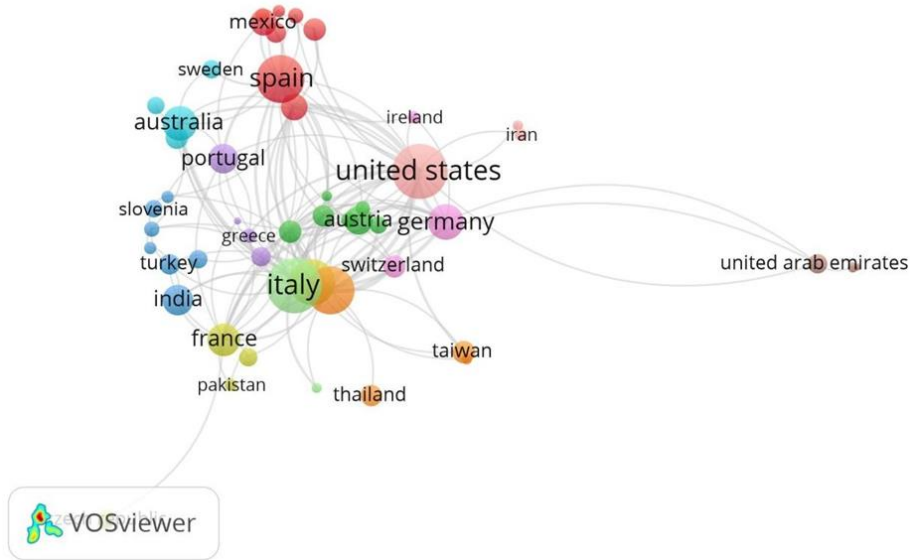 mexico
sweden
spain
australia
ireland
iran
portugal
united states
slovenia
austria
germany
greece
turkey
switzerland
united arab emirates
italy
india
france
taiwan
pakistan
thailand
VOSviewer